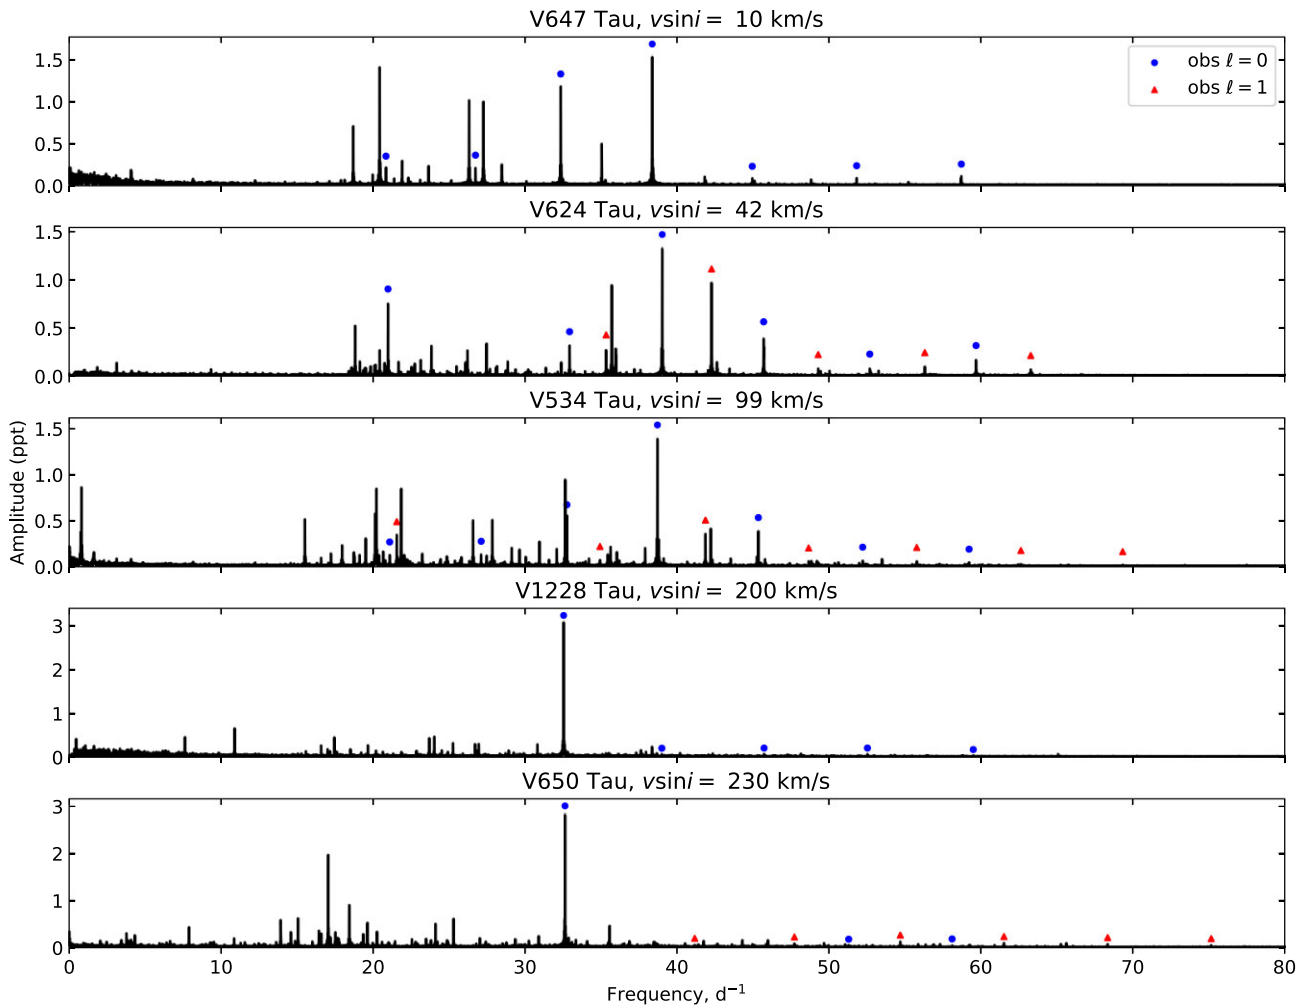 V647 Tau, vsini = 10 km/s
obs ℓ = 0
obs ℓ = 1
1.5
1.0
0.5
0.0
V624 Tau, vsini = 42 km/s
1.5
1.0
0.5
0.0
V534 Tau, vsini = 99 km/s
1.5
1.0
0.5
0.0
Amplitude (ppt)
V1228 Tau, vsini = 200 km/s
3
2
1
0
V650 Tau, vsini = 230 km/s
3
2
1
0
0 10 20 30 40 50 60 70 80
Frequency, d⁻¹